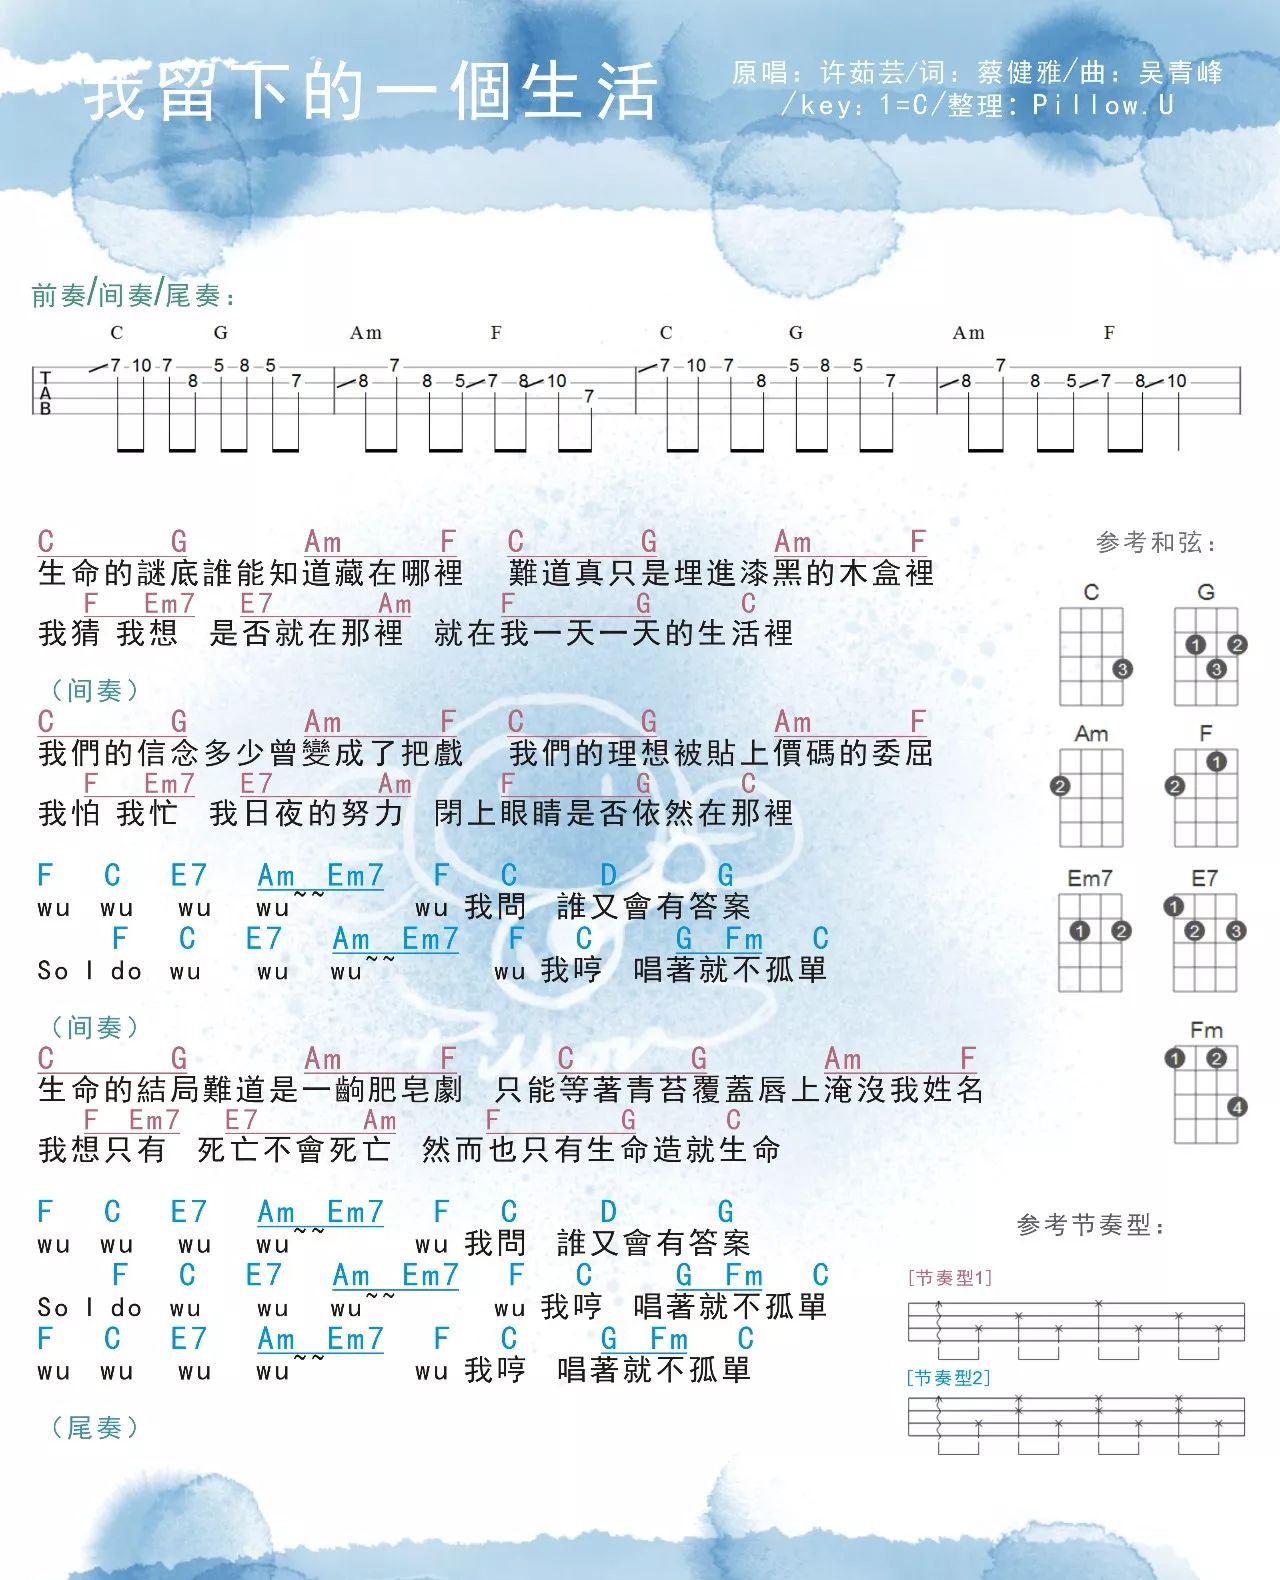 我留下的一個生活
原唱：许茹芸/词：蔡健雅/曲：吴青峰
/key：1=C/整理：Pillow.U
前奏/间奏/尾奏：
C G Am F C G Am F
TAB 7 10 7 8 5 8 5 7 8 7 8 5 7 8 10 7 7 10 7 8 5 8 5 7 8 7 8 5 7 8 10
C G Am F C G Am F
生命的謎底誰能知道藏在哪裡 難道真只是埋進漆黑的木盒裡
F Em7 E7 Am F G C
我猜 我想 是否就在那裡 就在我一天一天的生活裡
（间奏）
C G Am F C G Am F
我們的信念多少曾變成了把戲 我們的理想被貼上價碼的委屈
F Em7 E7 Am F G C
我怕 我忙 我日夜的努力 閉上眼睛是否依然在那裡
F C E7 Am Em7 F C D G
wu wu wu wu~~ wu 我問 誰又會有答案
F C E7 Am Em7 F C G Fm C
So I do wu wu wu~~ wu 我哼 唱著就不孤單
（间奏）
C G Am F C G Am F
生命的結局難道是一齣肥皂劇 只能等著青苔覆蓋唇上淹沒我姓名
F Em7 E7 Am F G C
我想只有 死亡不會死亡 然而也只有生命造就生命
F C E7 Am Em7 F C D G
wu wu wu wu~~ wu 我問 誰又會有答案
F C E7 Am Em7 F C G Fm C
So I do wu wu wu~~ wu 我哼 唱著就不孤單
F C E7 Am Em7 F C G Fm C
wu wu wu wu~~ wu 我哼 唱著就不孤單
（尾奏）
参考和弦：
C G
3 1 2 3
Am F
2 1 2
Em7 E7
1 2 1 2 3
Fm
1 2 4
参考节奏型：
[节奏型1]
[节奏型2]
Pillow